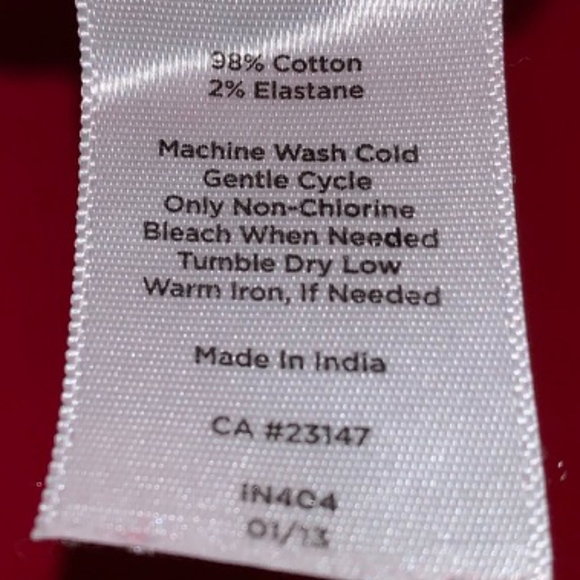 98% Cotton
2% Elastane
Machine Wash Cold
Gentle Cycle
Only Non-Chlorine
Bleach When Needed
Tumble Dry Low
Warm Iron, If Needed
Made In India
CA #23147
IN404
01/13